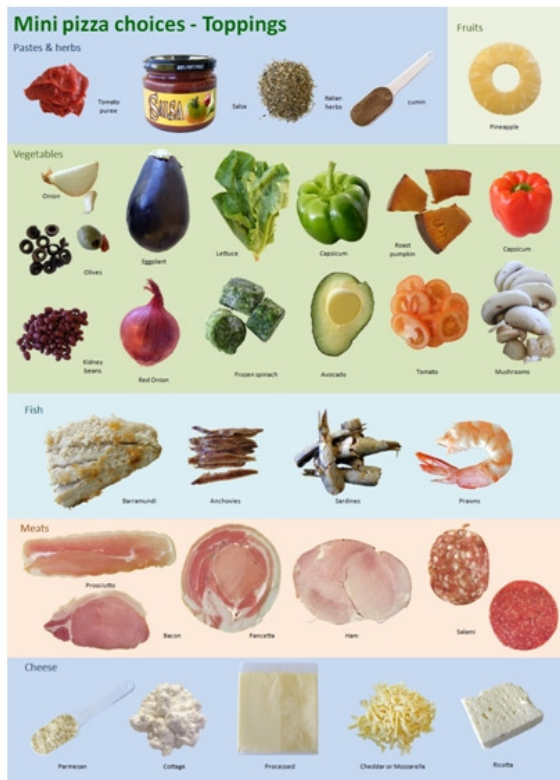 Mini pizza choices - Toppings
Pastes & herbs
Fruits
Tomato
puree
SALSA
Salsa
Italian
herbs
cumin
Pineapple
Vegetables
Onion
Olives
Eggplant
Lettuce
Capsicum
Roast
pumpkin
Capsicum
Kidney
beans
Red Onion
Frozen spinach
Avocado
Tomato
Mushrooms
Fish
Barramundi
Anchovies
Sardines
Prawns
Meats
Prosciutto
Bacon
Pancetta
Ham
Salami
Cheese
Parmesan
Cottage
Processed
Cheddar or Mozzarella
Ricotta